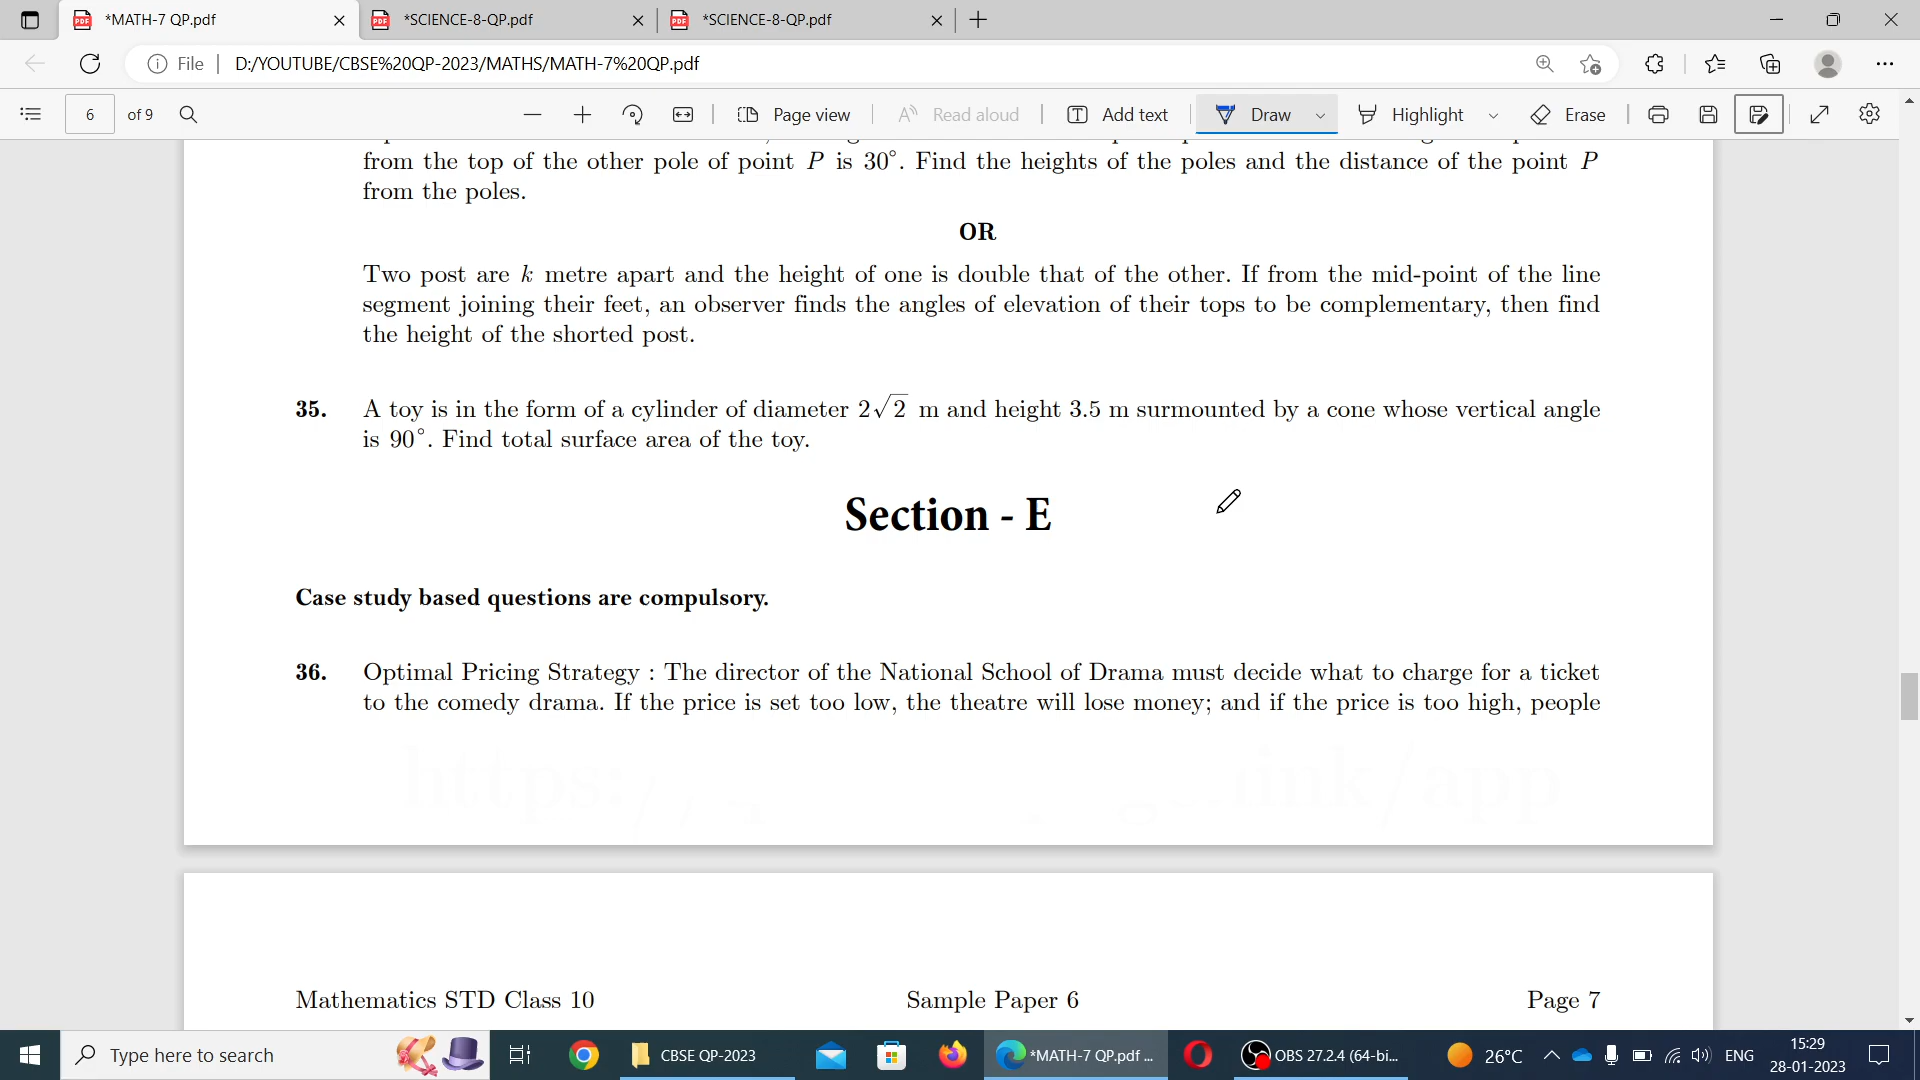 *MATH-7 QP.pdf
*SCIENCE-8-QP.pdf
*SCIENCE-8-QP.pdf
File
D:/YOUTUBE/CBSE%20QP-2023/MATHS/MATH-7%20QP.pdf
6 of 9
Page view
Read aloud
Add text
Draw
Highlight
Erase
from the top of the other pole of point P is 30°. Find the heights of the poles and the distance of the point P
from the poles.
OR
Two post are k metre apart and the height of one is double that of the other. If from the mid-point of the line
segment joining their feet, an observer finds the angles of elevation of their tops to be complementary, then find
the height of the shorted post.
35. A toy is in the form of a cylinder of diameter 2√2 m and height 3.5 m surmounted by a cone whose vertical angle
is 90°. Find total surface area of the toy.
Section - E
Case study based questions are compulsory.
36. Optimal Pricing Strategy : The director of the National School of Drama must decide what to charge for a ticket
to the comedy drama. If the price is set too low, the theatre will lose money; and if the price is too high, people
Mathematics STD Class 10
Sample Paper 6
Page 7
Type here to search
CBSE QP-2023
*MATH-7 QP.pdf ...
OBS 27.2.4 (64-bi...
26°C
ENG
15:29
28-01-2023